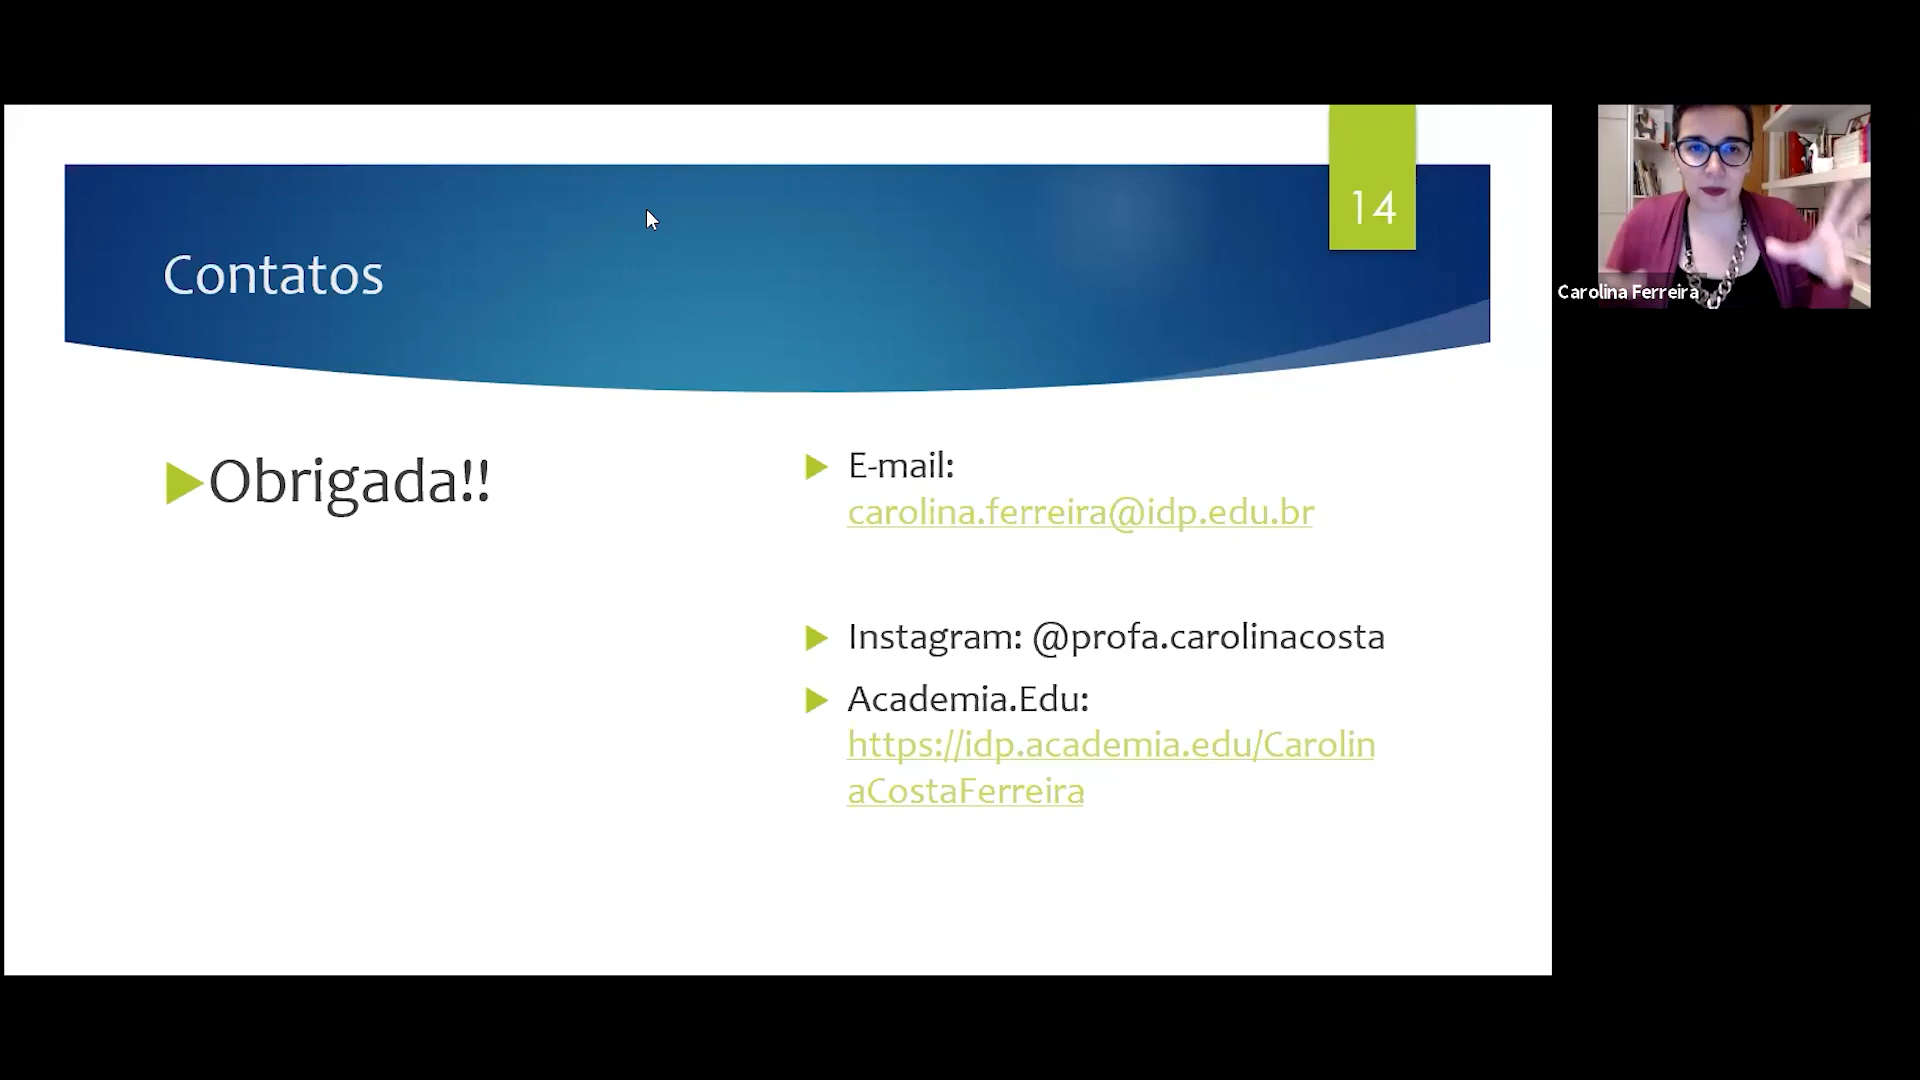 14
Contatos
Obrigada!!
E-mail:
carolina.ferreira@idp.edu.br
Instagram: @profa.carolinacosta
Academia.Edu:
https://idp.academia.edu/Carolin
aCostaFerreira
Carolina Ferreira